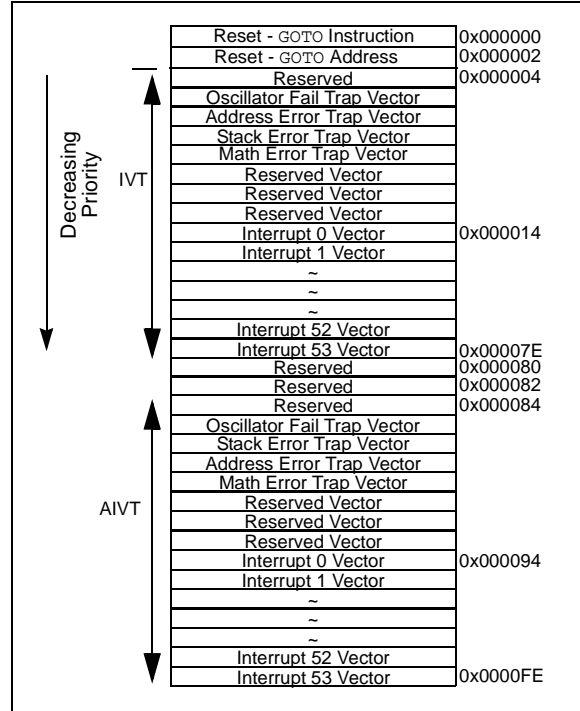 Reset - GOTO Instruction 0x000000
Reset - GOTO Address 0x000002
Reserved 0x000004
Oscillator Fail Trap Vector
Address Error Trap Vector
Stack Error Trap Vector
Math Error Trap Vector
Reserved Vector
Reserved Vector
Reserved Vector
Interrupt 0 Vector 0x000014
Interrupt 1 Vector
~
~
~
Interrupt 52 Vector
Interrupt 53 Vector 0x00007E
Reserved 0x000080
Reserved 0x000082
Reserved 0x000084
Oscillator Fail Trap Vector
Stack Error Trap Vector
Address Error Trap Vector
Math Error Trap Vector
Reserved Vector
Reserved Vector
Reserved Vector
Interrupt 0 Vector 0x000094
Interrupt 1 Vector
~
~
~
Interrupt 52 Vector
Interrupt 53 Vector 0x0000FE
Decreasing
Priority
IVT
AIVT